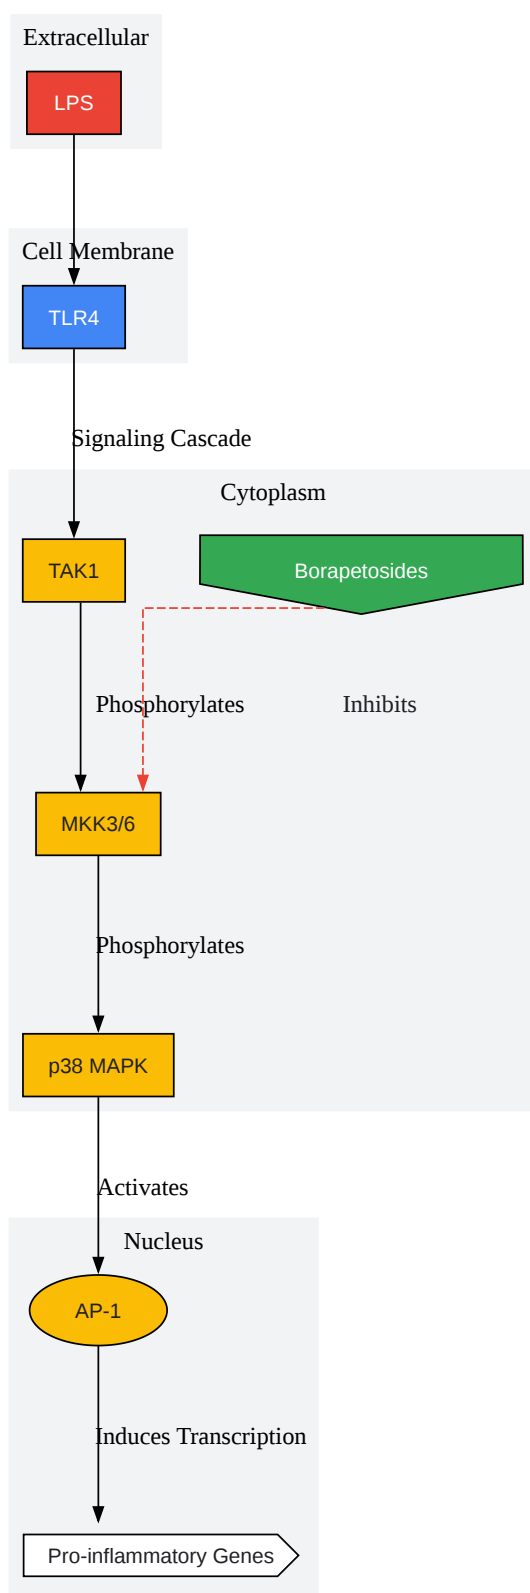 Extracellular
LPS
Cell Membrane
TLR4
Signaling Cascade
Cytoplasm
TAK1
Borapetosides
Phosphorylates
Inhibits
MKK3/6
Phosphorylates
p38 MAPK
Activates
Nucleus
AP-1
Induces Transcription
Pro-inflammatory Genes